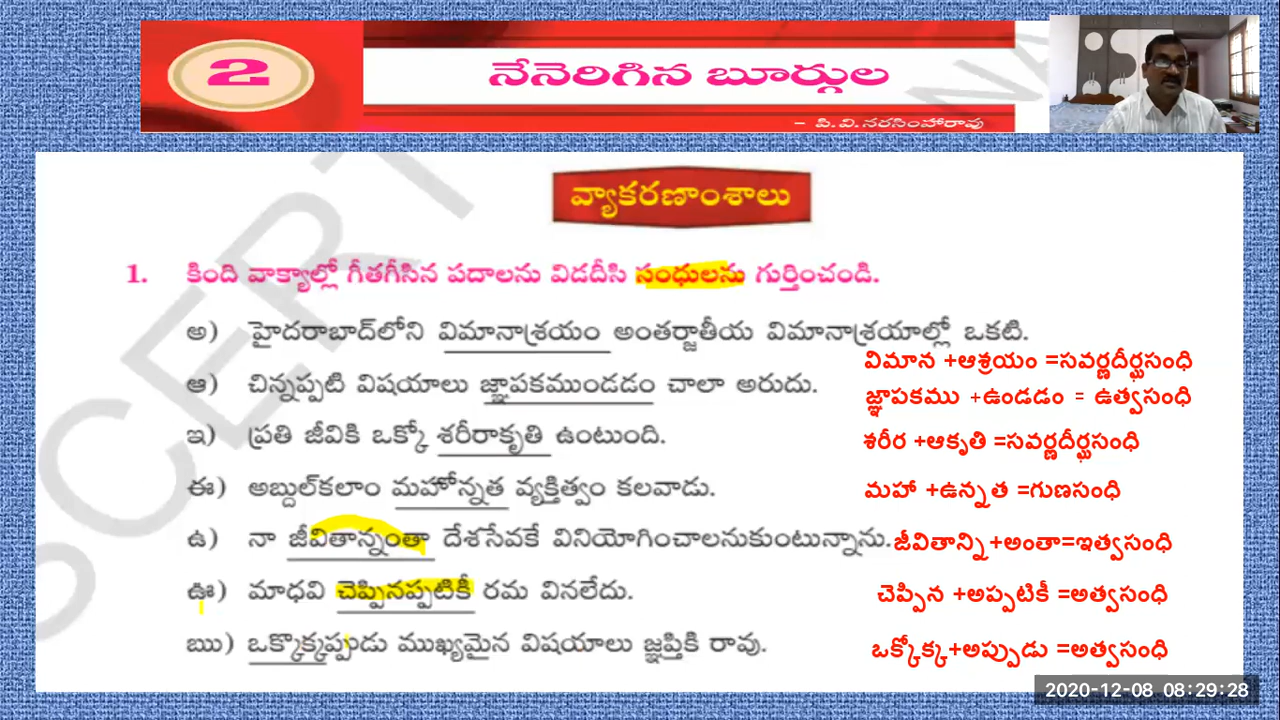 2
నేనెరిగిన బూర్గుల
– పి.వి.నరసింహారావు
వ్యాకరణాంశాలు
1. కింది వాక్యాల్లో గీతగీసిన పదాలను విడదీసి సంధులను గుర్తించండి.
అ) హైదరాబాద్‌లోని విమానాశ్రయం అంతర్జాతీయ విమానాశ్రయాల్లో ఒకటి.
విమాన +ఆశ్రయం =సవర్ణదీర్ఘసంధి
ఆ) చిన్నప్పటి విషయాలు జ్ఞాపకముండడం చాలా అరుదు.
జ్ఞాపకము +ఉండడం = ఉత్వసంధి
ఇ) ప్రతి జీవికి ఒక్కో శరీరాకృతి ఉంటుంది.
శరీర +ఆకృతి =సవర్ణదీర్ఘసంధి
ఈ) అబ్దుల్‌కలాం మహోన్నత వ్యక్తిత్వం కలవాడు.
మహా +ఉన్నత =గుణసంధి
ఉ) నా జీవితాన్నంతా దేశసేవకే వినియోగించాలనుకుంటున్నాను.
జీవితాన్ని +అంతా=ఇత్వసంధి
ఊ) మాధవి చెప్పినప్పటికీ రమ వినలేదు.
చెప్పిన +అప్పటికీ =అత్వసంధి
ఋ) ఒక్కొక్కప్పుడు ముఖ్యమైన విషయాలు జ్ఞప్తికి రావు.
ఒక్కోక్క+అప్పుడు =అత్వసంధి
SCERT
2020-12-08 08:29:28